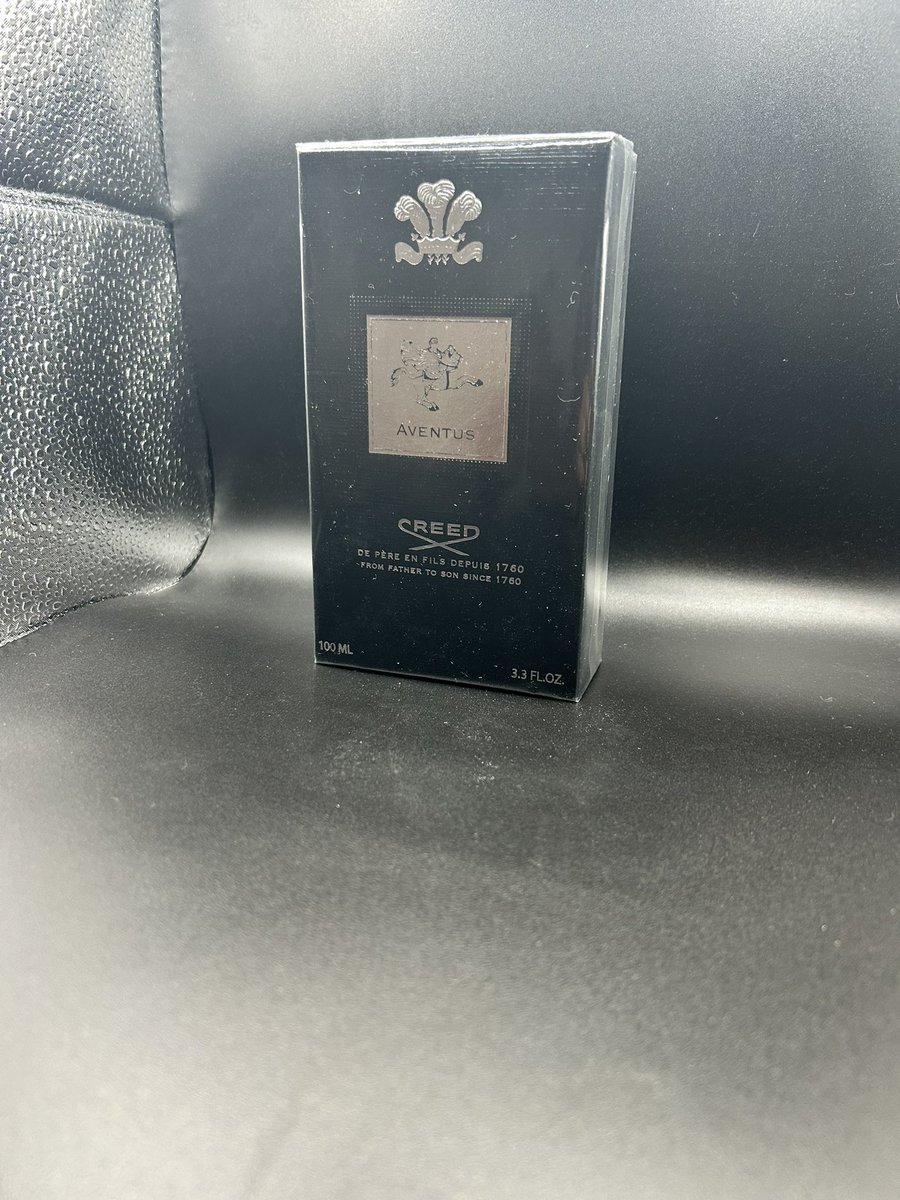 AVENTUS
CREED
DE PÈRE EN FILS DEPUIS 1760
FROM FATHER TO SON SINCE 1760
100 ML
3.3 FL.OZ.